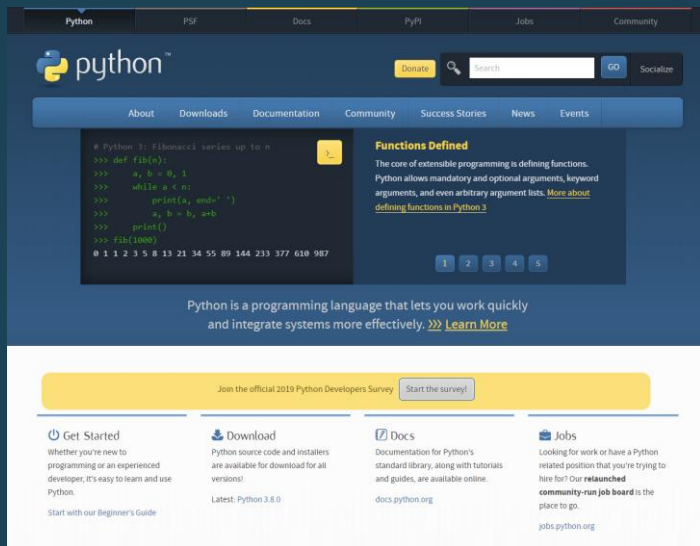 Python PSF Docs PyPI Jobs Community
python™ Donate Search GO Socialize
About Downloads Documentation Community Success Stories News Events
# Python 3: Fibonacci series up to n
>>> def fib(n):
>>>     a, b = 0, 1
>>>     while a < n:
>>>         print(a, end=' ')
>>>         a, b = b, a+b
>>>     print()
>>> fib(1000)
0 1 1 2 3 5 8 13 21 34 55 89 144 233 377 610 987
>_
Functions Defined
The core of extensible programming is defining functions.
Python allows mandatory and optional arguments, keyword
arguments, and even arbitrary argument lists. More about
defining functions in Python 3
1 2 3 4 5
Python is a programming language that lets you work quickly
and integrate systems more effectively. >>> Learn More
Join the official 2019 Python Developers Survey Start the survey!
Get Started
Whether you're new to
programming or an experienced
developer, it's easy to learn and use
Python.
Start with our Beginner's Guide
Download
Python source code and installers
are available for download for all
versions!
Latest: Python 3.8.0
Docs
Documentation for Python's
standard library, along with tutorials
and guides, are available online.
docs.python.org
Jobs
Looking for work or have a Python
related position that you're trying to
hire for? Our relaunched
community-run job board is the
place to go.
jobs.python.org